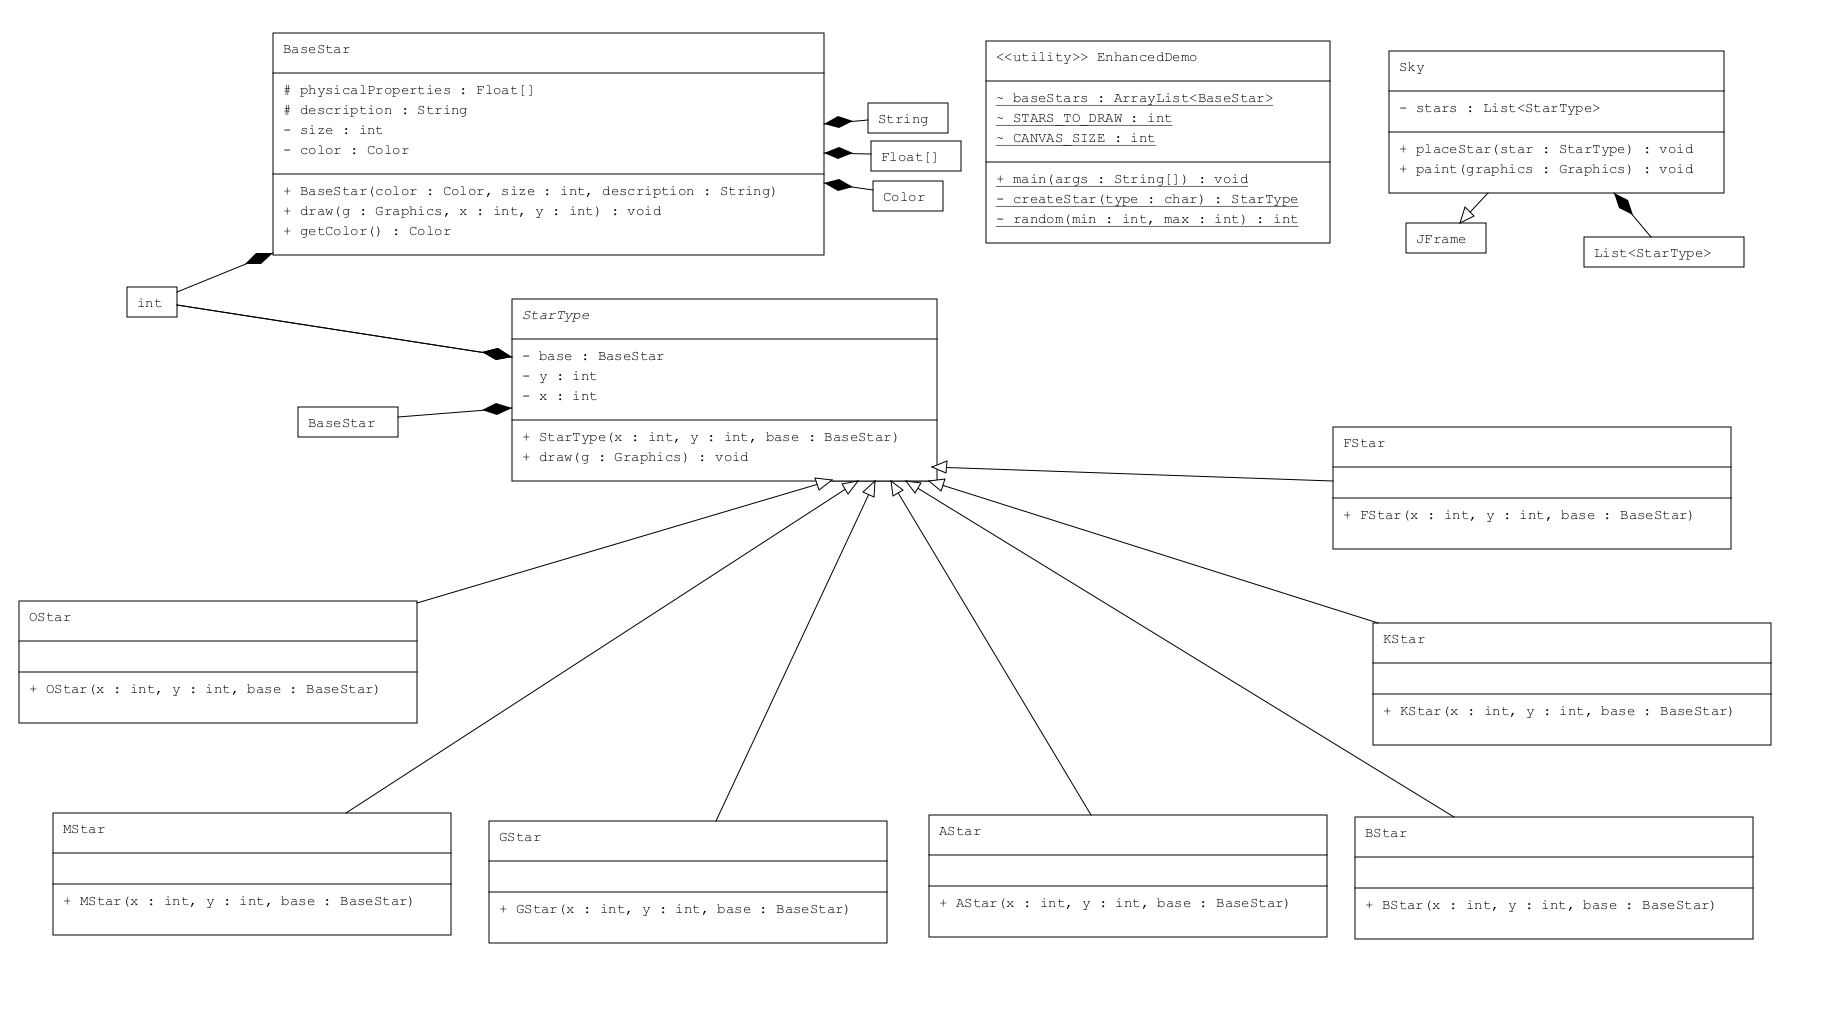 BaseStar
# physicalProperties : Float[]
# description : String
- size : int
- color : Color
+ BaseStar(color : Color, size : int, description : String)
+ draw(g : Graphics, x : int, y : int) : void
+ getColor() : Color
String
Float[]
Color
<<utility>> EnhancedDemo
~ baseStars : ArrayList<BaseStar>
~ STARS_TO_DRAW : int
~ CANVAS_SIZE : int
+ main(args : String[]) : void
- createStar(type : char) : StarType
- random(min : int, max : int) : int
Sky
- stars : List<StarType>
+ placeStar(star : StarType) : void
+ paint(graphics : Graphics) : void
JFrame
List<StarType>
int
StarType
- base : BaseStar
- y : int
- x : int
+ StarType(x : int, y : int, base : BaseStar)
+ draw(g : Graphics) : void
BaseStar
FStar
+ FStar(x : int, y : int, base : BaseStar)
OStar
+ OStar(x : int, y : int, base : BaseStar)
KStar
+ KStar(x : int, y : int, base : BaseStar)
MStar
+ MStar(x : int, y : int, base : BaseStar)
GStar
+ GStar(x : int, y : int, base : BaseStar)
AStar
+ AStar(x : int, y : int, base : BaseStar)
BStar
+ BStar(x : int, y : int, base : BaseStar)